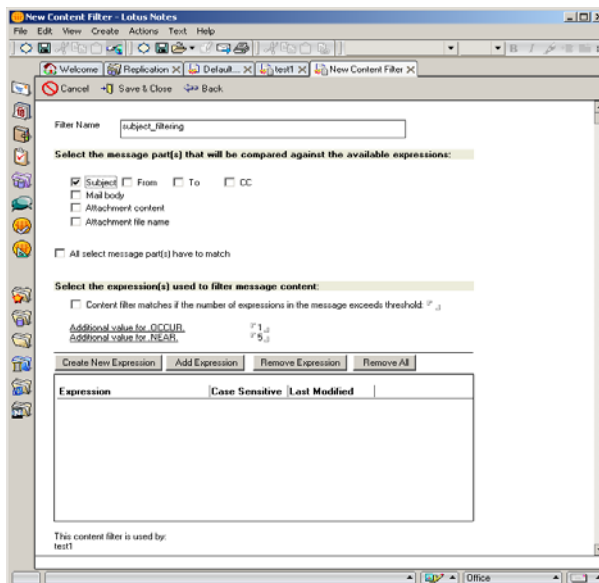 New Content Filter - Lotus Notes
File Edit View Create Actions Text Help
B I
Welcome Replication Default... test1 New Content Filter
Cancel Save & Close Back
Filter Name subject_filtering
Select the message part(s) that will be compared against the available expressions:
Subject From To CC
Mail body
Attachment content
Attachment file name
All select message part(s) have to match
Select the expression(s) used to filter message content:
Content filter matches if the number of expressions in the message exceeds threshold:
Additional value for .OCCUR. 1
Additional value for .NEAR. 5
Create New Expression Add Expression Remove Expression Remove All
Expression Case Sensitive Last Modified
This content filter is used by:
test1
Office